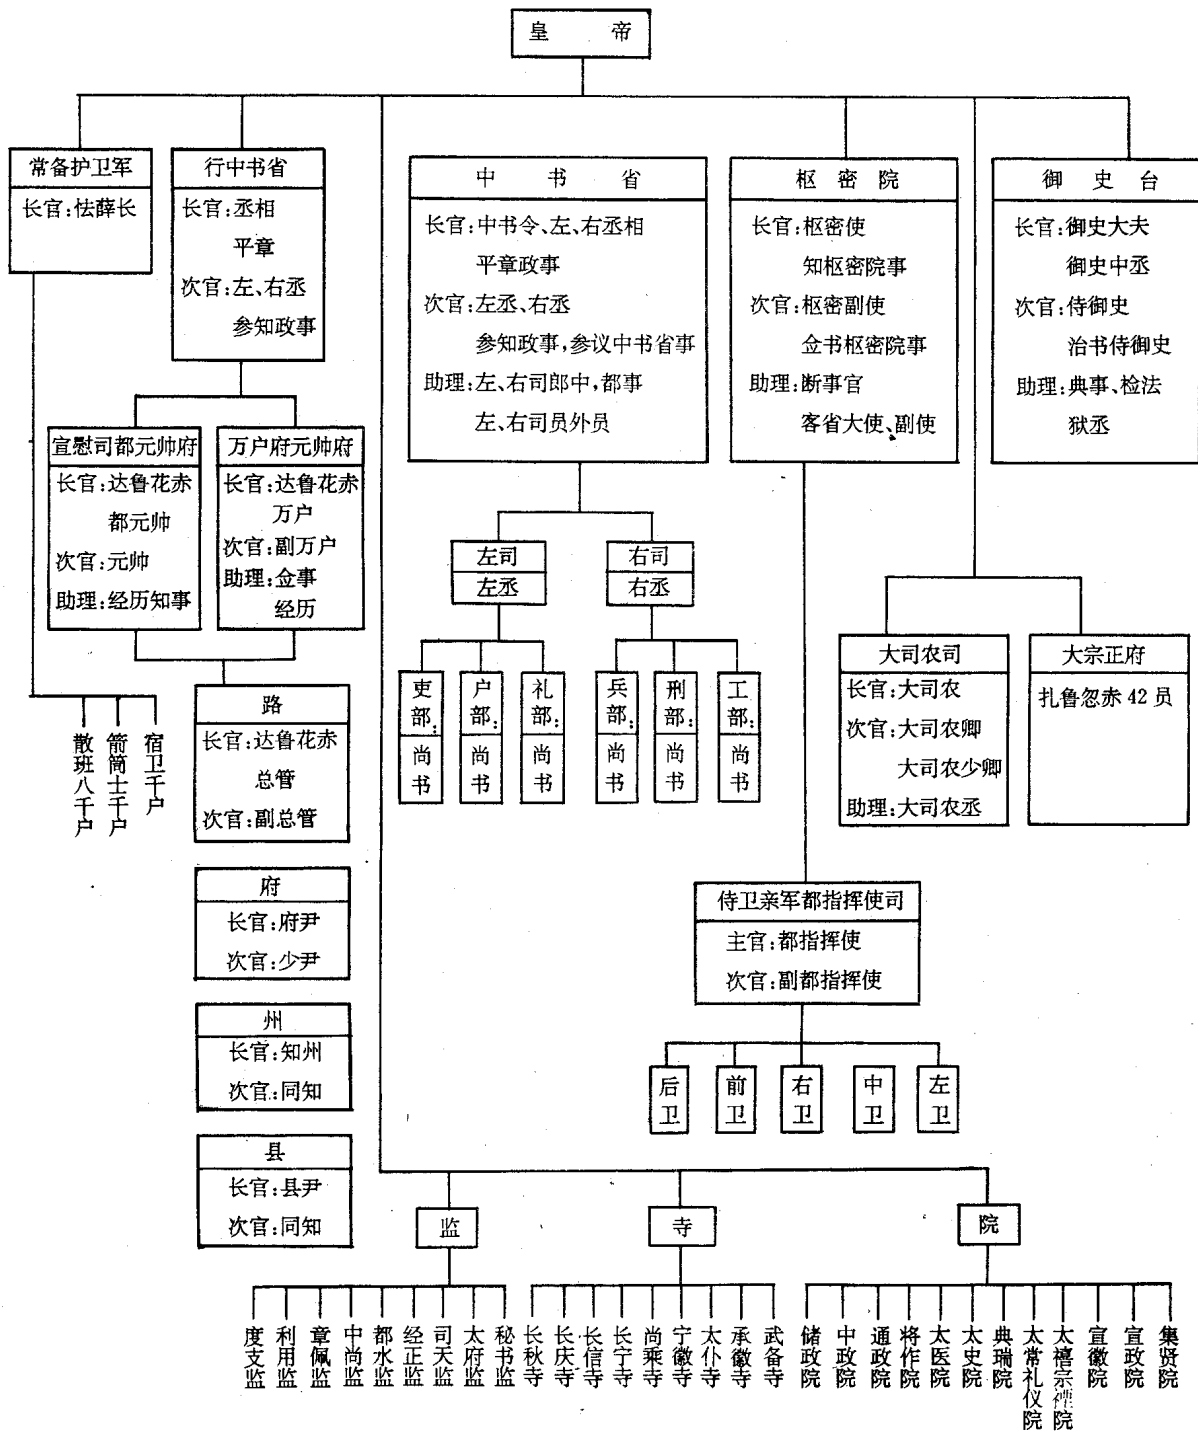 皇帝
常备护卫军
长官:怯薛长
行中书省
长官:丞相
平章
次官:左、右丞
参知政事
中书省
长官:中书令、左、右丞相
平章政事
次官:左丞、右丞
参知政事,参议中书省事
助理:左、右司郎中,都事
左、右司员外员
枢密院
长官:枢密使
知枢密院事
次官:枢密副使
佥书枢密院事
助理:断事官
客省大使、副使
御史台
长官:御史大夫
御史中丞
次官:侍御史
治书侍御史
助理:典事、检法
狱丞
宣慰司都元帅府
长官:达鲁花赤
都元帅
次官:元帅
助理:经历知事
万户府元帅府
长官:达鲁花赤
万户
次官:副万户
助理:佥事
经历
左司
左丞
右司
右丞
吏部:
尚书
户部:
尚书
礼部:
尚书
兵部:
尚书
刑部:
尚书
工部:
尚书
大司农司
长官:大司农
次官:大司农卿
大司农少卿
助理:大司农丞
大宗正府
扎鲁忽赤42员
散班八千户
箭筒士千户
宿卫千户
路
长官:达鲁花赤
总管
次官:副总管
府
长官:府尹
次官:少尹
州
长官:知州
次官:同知
县
长官:县尹
次官:同知
侍卫亲军都指挥使司
主官:都指挥使
次官:副都指挥使
后卫
前卫
右卫
中卫
左卫
监
寺
院
度支监
利用监
章佩监
中尚监
都水监
经正监
司天监
太府监
秘书监
长秋寺
长庆寺
长信寺
长宁寺
尚乘寺
宁徽寺
太仆寺
承徽寺
武备寺
储政院
中政院
通政院
将作院
太医院
太史院
典瑞院
太常礼仪院
太禧宗禋院
宣徽院
宣政院
集贤院